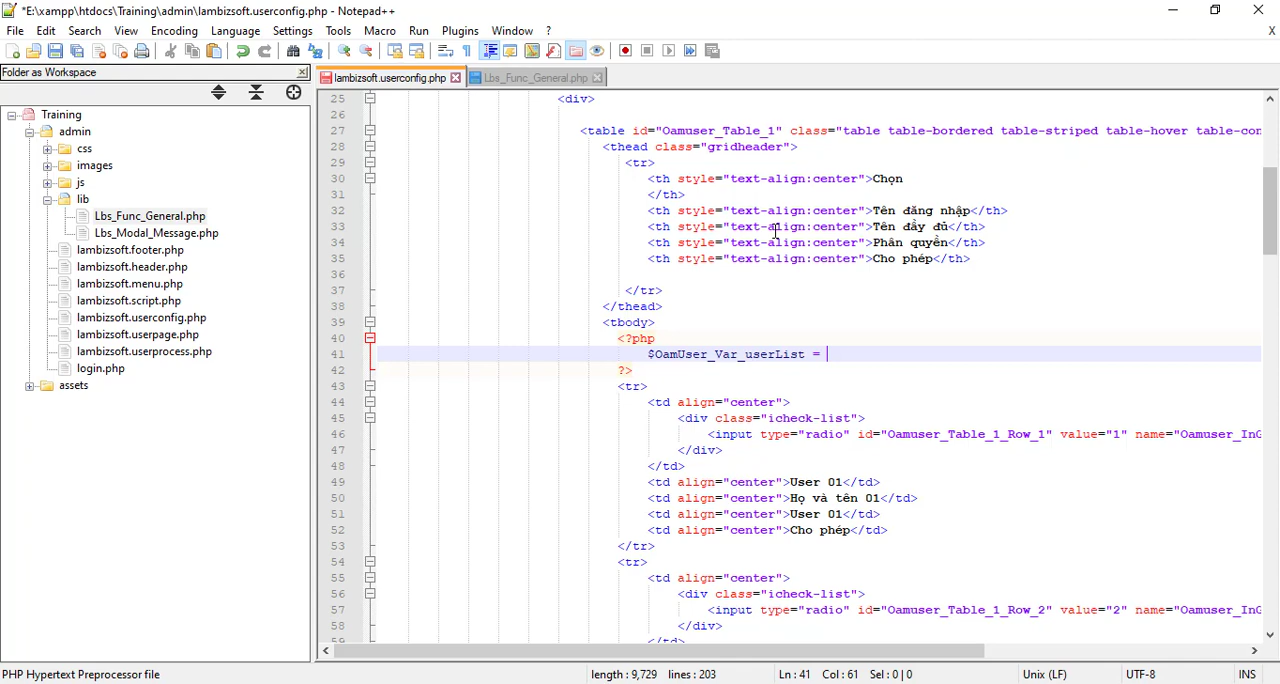 *E:\xampp\htdocs\Training\admin\lambizsoft.userconfig.php - Notepad++
File Edit Search View Encoding Language Settings Tools Macro Run Plugins Window ? X
Folder as Workspace
lambizsoft.userconfig.php Lbs_Func_General.php
Training
admin
css
images
js
lib
Lbs_Func_General.php
Lbs_Modal_Message.php
lambizsoft.footer.php
lambizsoft.header.php
lambizsoft.menu.php
lambizsoft.script.php
lambizsoft.userconfig.php
lambizsoft.userpage.php
lambizsoft.userprocess.php
login.php
assets
25 <div>
26
27 <table id="Oamuser_Table_1" class="table table-bordered table-striped table-hover table-con
28 <thead class="gridheader">
29 <tr>
30 <th style="text-align:center">Chọn
31 </th>
32 <th style="text-align:center">Tên đăng nhập</th>
33 <th style="text-align:center">Tên đầy đủ</th>
34 <th style="text-align:center">Phân quyền</th>
35 <th style="text-align:center">Cho phép</th>
36
37 </tr>
38 </thead>
39 <tbody>
40 <?php
41 $OamUser_Var_userList =
42 ?>
43 <tr>
44 <td align="center">
45 <div class="icheck-list">
46 <input type="radio" id="Oamuser_Table_1_Row_1" value="1" name="Oamuser_InG
47 </div>
48 </td>
49 <td align="center">User 01</td>
50 <td align="center">Họ và tên 01</td>
51 <td align="center">User 01</td>
52 <td align="center">Cho phép</td>
53 </tr>
54 <tr>
55 <td align="center">
56 <div class="icheck-list">
57 <input type="radio" id="Oamuser_Table_1_Row_2" value="2" name="Oamuser_InG
58 </div>
59 </td>
PHP Hypertext Preprocessor file length : 9,729 lines : 203 Ln : 41 Col : 61 Sel : 0 | 0 Unix (LF) UTF-8 INS